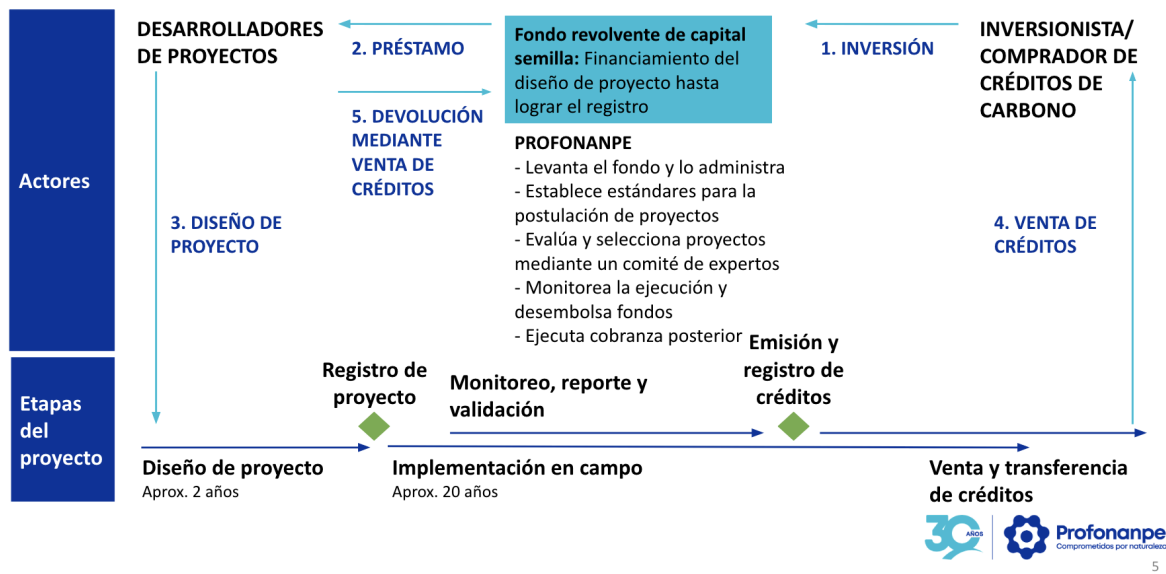 Actores
DESARROLLADORES
DE PROYECTOS
2. PRÉSTAMO
5. DEVOLUCIÓN
MEDIANTE
VENTA DE
CRÉDITOS
3. DISEÑO DE
PROYECTO
Fondo revolvente de capital
semilla: Financiamiento del
diseño de proyecto hasta
lograr el registro
PROFONANPE
- Levanta el fondo y lo administra
- Establece estándares para la
postulación de proyectos
- Evalúa y selecciona proyectos
mediante un comité de expertos
- Monitorea la ejecución y
desembolsa fondos
- Ejecuta cobranza posterior
1. INVERSIÓN
INVERSIONISTA/
COMPRADOR DE
CRÉDITOS DE
CARBONO
4. VENTA DE
CRÉDITOS
Etapas
del
proyecto
Registro de
proyecto
Monitoreo, reporte y
validación
Emisión y
registro de
créditos
Diseño de proyecto
Aprox. 2 años
Implementación en campo
Aprox. 20 años
Venta y transferencia
de créditos
30 AÑOS
Profonanpe
Comprometidos por naturaleza
5